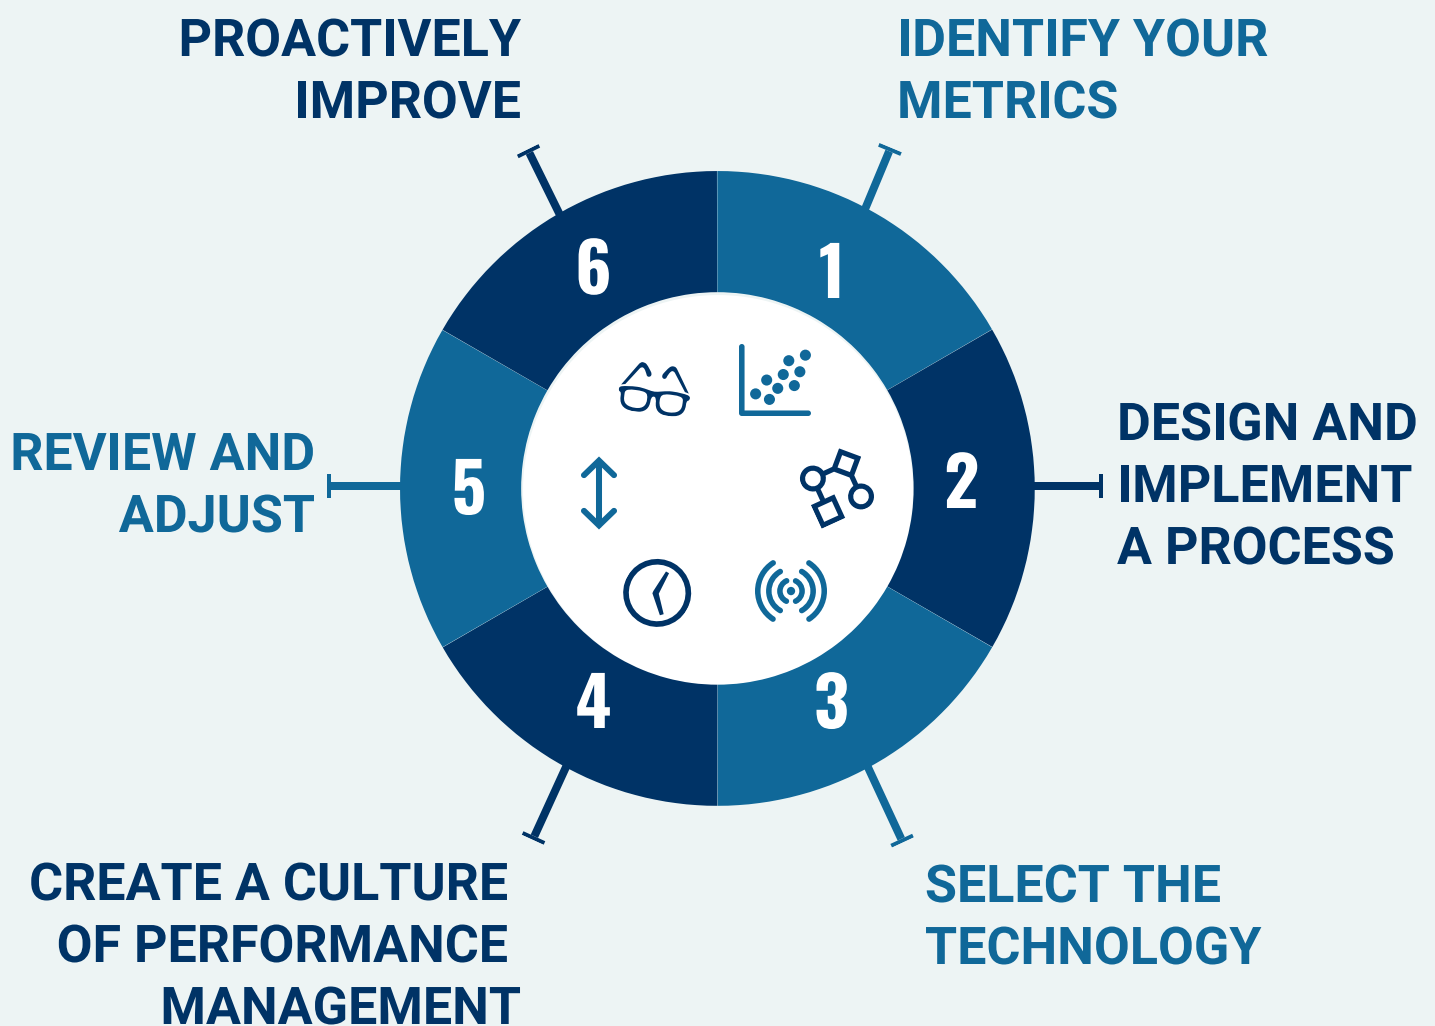 PROACTIVELY
IMPROVE
IDENTIFY YOUR
METRICS
6
1
REVIEW AND
ADJUST
5
2
DESIGN AND
IMPLEMENT
A PROCESS
4
3
CREATE A CULTURE
OF PERFORMANCE
MANAGEMENT
SELECT THE
TECHNOLOGY